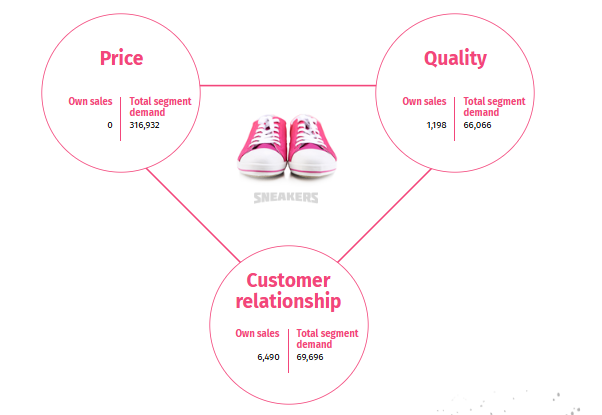 Price
Own sales
Total segment
demand
0
316,932
Quality
Own sales
Total segment
demand
1,198
66,066
SNEAKERS
Customer
relationship
Own sales
Total segment
demand
6,490
69,696